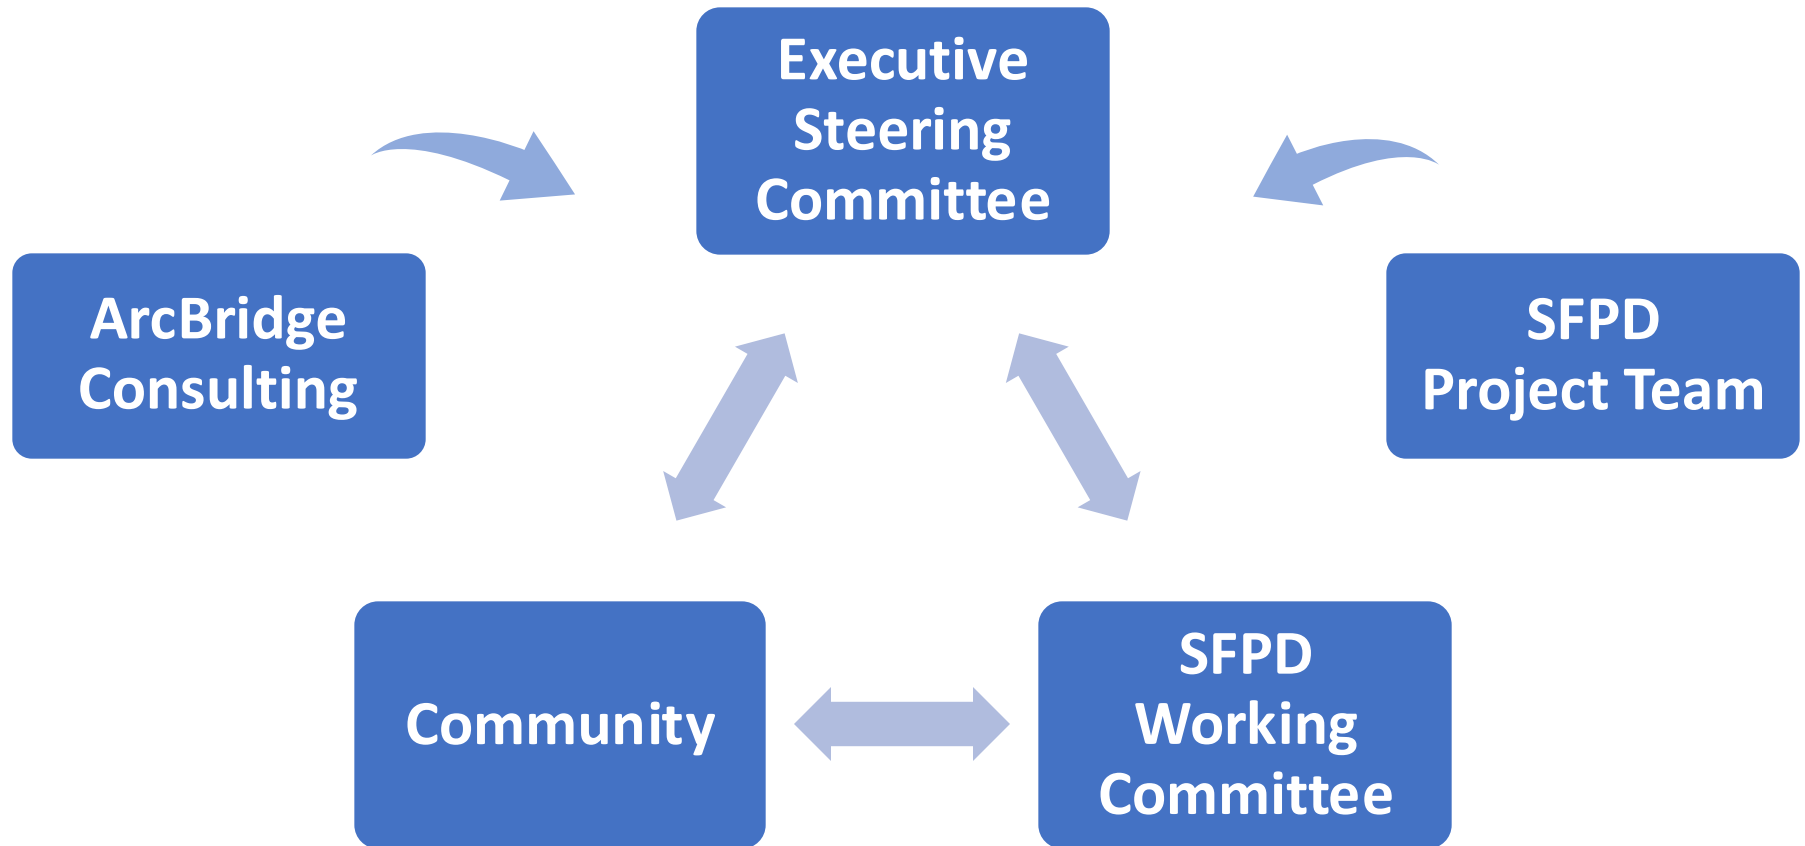 Executive
Steering
Committee
ArcBridge
Consulting
SFPD
Project Team
Community
SFPD
Working
Committee